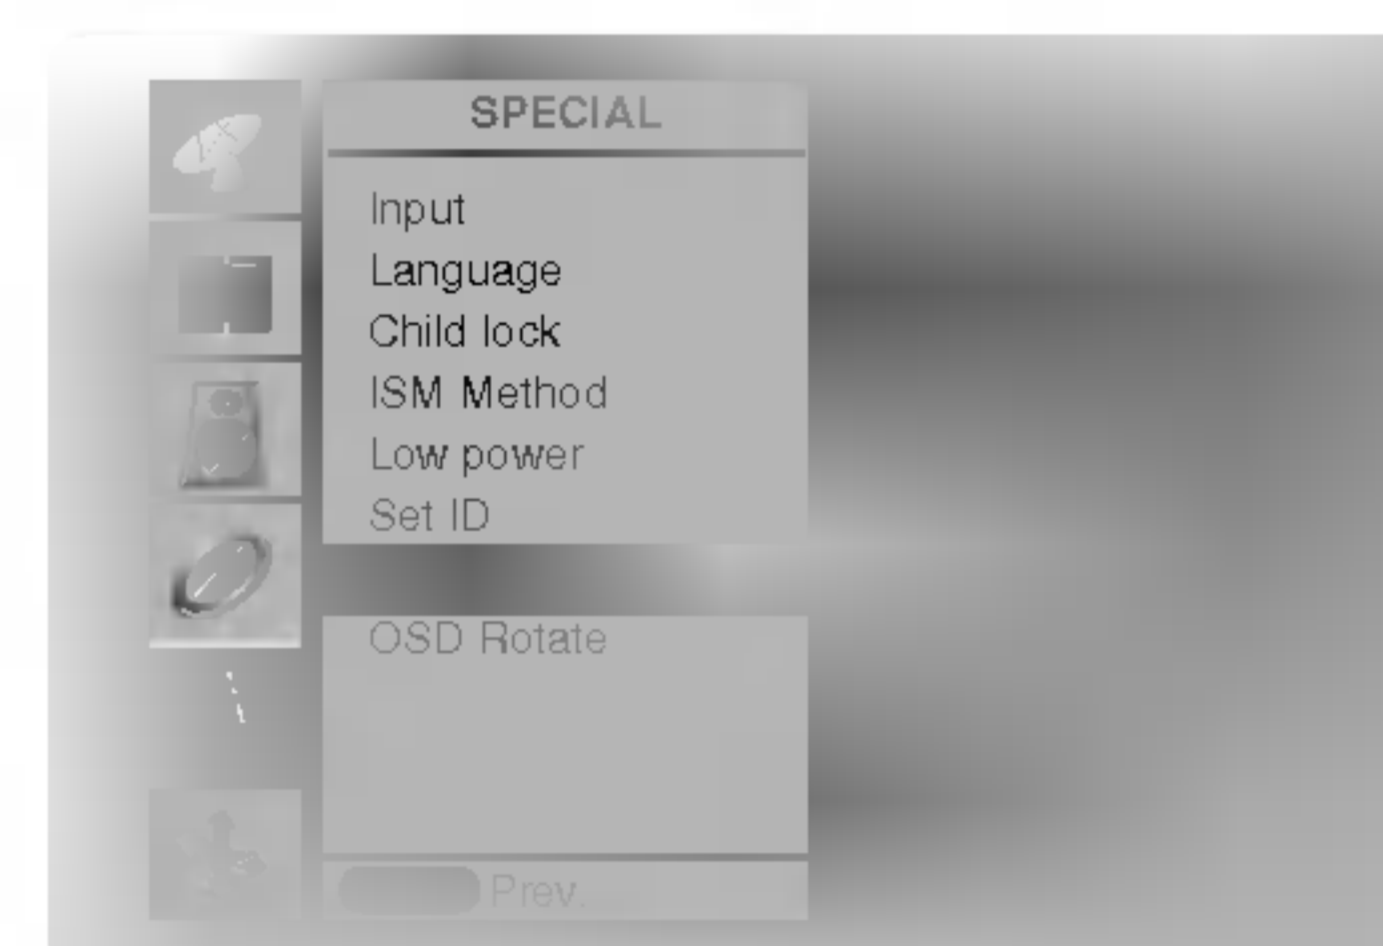 SPECIAL
Input
Language
Child lock
ISM Method
Low power
Set ID
OSD Rotate
Prev.